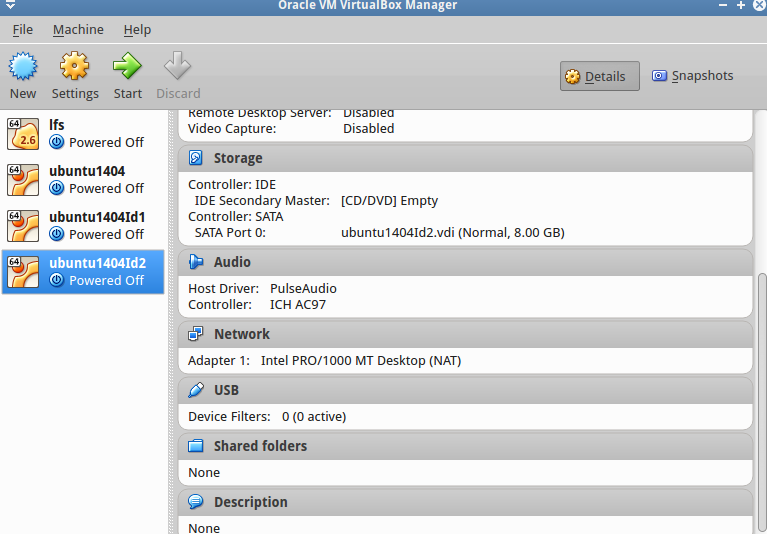 Oracle VM VirtualBox Manager
File Machine Help
New Settings Start Discard
Details Snapshots
64 2.6 lfs
Powered Off
64 ubuntu1404
Powered Off
64 ubuntu1404Id1
Powered Off
64 ubuntu1404Id2
Powered Off
Remote Desktop Server: Disabled
Video Capture: Disabled
Storage
Controller: IDE
IDE Secondary Master: [CD/DVD] Empty
Controller: SATA
SATA Port 0: ubuntu1404Id2.vdi (Normal, 8.00 GB)
Audio
Host Driver: PulseAudio
Controller: ICH AC97
Network
Adapter 1: Intel PRO/1000 MT Desktop (NAT)
USB
Device Filters: 0 (0 active)
Shared folders
None
Description
None